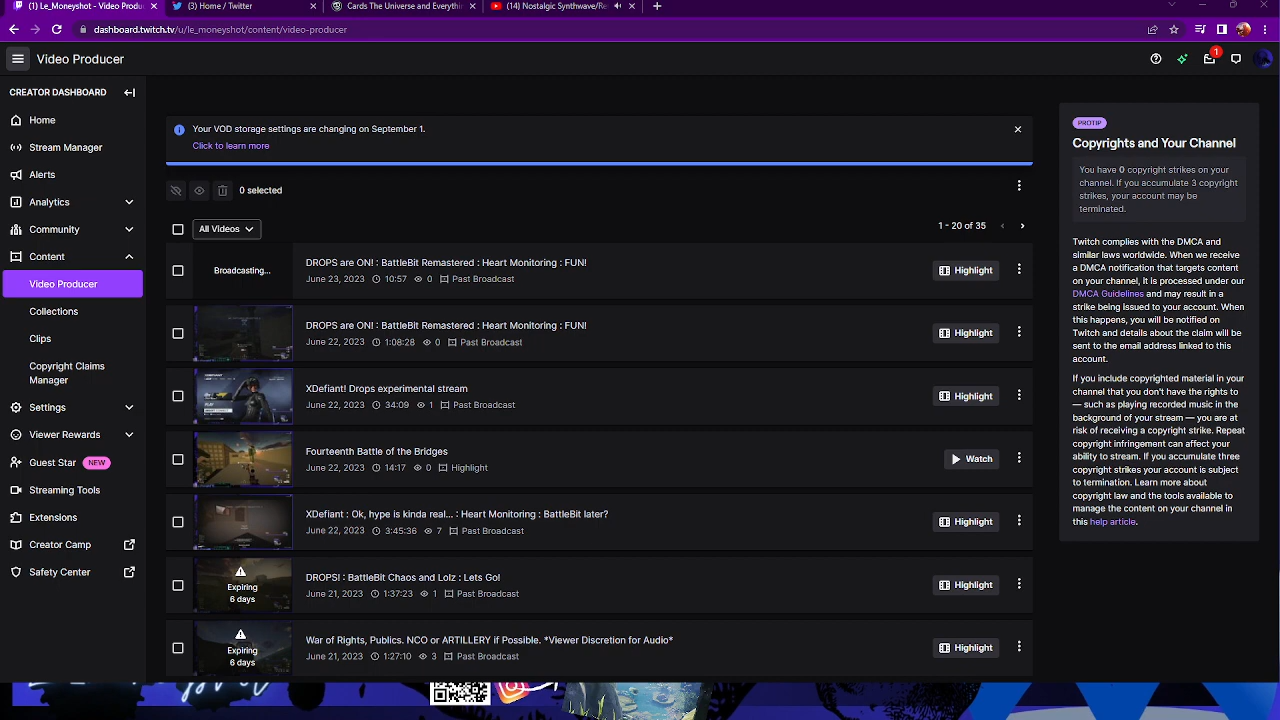 (1) Le_Moneyshot - Video Produ
(3) Home / Twitter
Cards The Universe and Everythi
(14) Nostalgic Synthwave/Re
dashboard.twitch.tv/u/le_moneyshot/content/video-producer
Video Producer
1
CREATOR DASHBOARD
Home
Stream Manager
Alerts
Analytics
Community
Content
Video Producer
Collections
Clips
Copyright Claims
Manager
Settings
Viewer Rewards
Guest Star NEW
Streaming Tools
Extensions
Creator Camp
Safety Center
Your VOD storage settings are changing on September 1.
Click to learn more
0 selected
All Videos
1 - 20 of 35
Broadcasting...
DROPS are ON! : BattleBit Remastered : Heart Monitoring : FUN!
June 23, 2023 10:57 0 Past Broadcast
Highlight
DROPS are ON! : BattleBit Remastered : Heart Monitoring : FUN!
June 22, 2023 1:08:28 0 Past Broadcast
Highlight
XDefiant! Drops experimental stream
June 22, 2023 34:09 1 Past Broadcast
Highlight
Fourteenth Battle of the Bridges
June 22, 2023 14:17 0 Highlight
Watch
XDefiant : Ok, hype is kinda real... : Heart Monitoring : BattleBit later?
June 22, 2023 3:45:36 7 Past Broadcast
Highlight
Expiring
6 days
DROPS! : BattleBit Chaos and Lolz : Lets Go!
June 21, 2023 1:37:23 1 Past Broadcast
Highlight
Expiring
6 days
War of Rights, Publics. NCO or ARTILLERY if Possible. *Viewer Discretion for Audio*
June 21, 2023 1:27:10 3 Past Broadcast
Highlight
PROTIP
Copyrights and Your Channel
You have 0 copyright strikes on your
channel. If you accumulate 3 copyright
strikes, your account may be
terminated.
Twitch complies with the DMCA and
similar laws worldwide. When we receive
a DMCA notification that targets content
on your channel, it is processed under our
DMCA Guidelines and may result in a
strike being issued to your account. When
this happens, you will be notified on
Twitch and details about the claim will be
sent to the email address linked to this
account.
If you include copyrighted material in your
channel that you don't have the rights to
— such as playing recorded music in the
background of your stream — you are at
risk of receiving a copyright strike. Repeat
copyright infringement can affect your
ability to stream. If you accumulate three
copyright strikes your account is subject
to termination. Learn more about
copyright law and the tools available to
manage the content on your channel in
this help article.